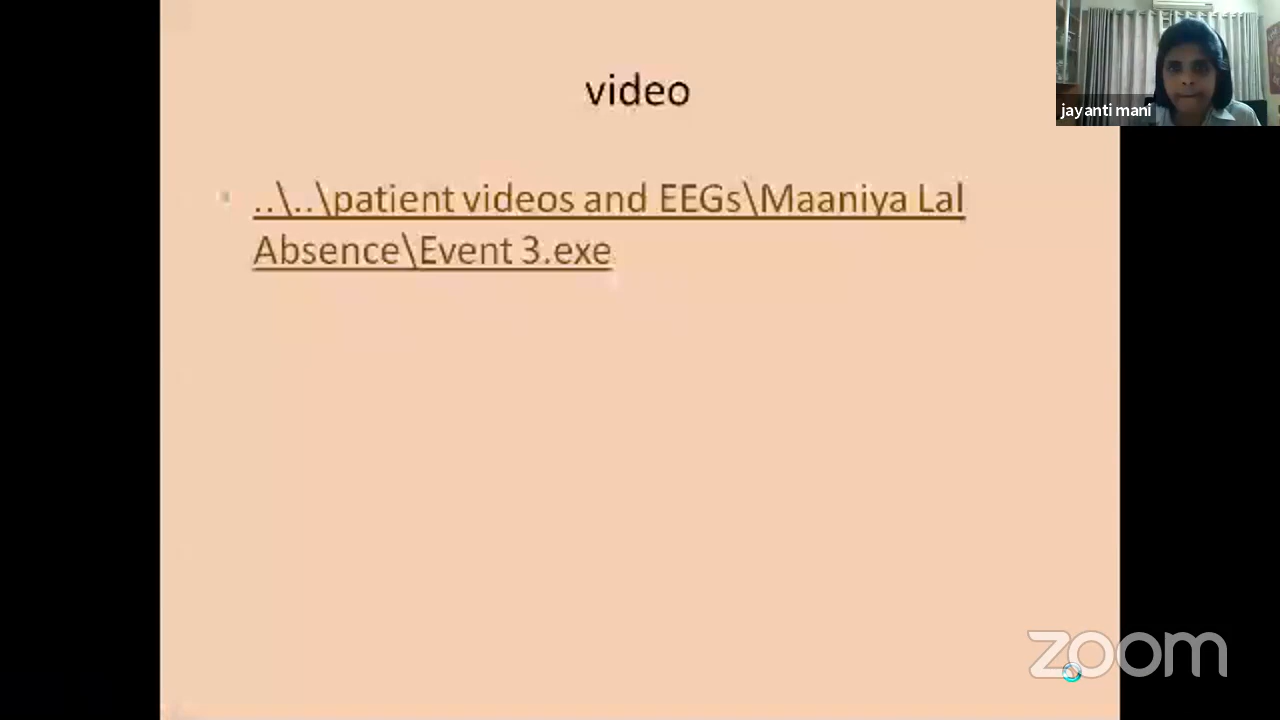 video
jayanti mani
..\..\patient videos and EEGs\Maaniya Lal
Absence\Event 3.exe
zoom